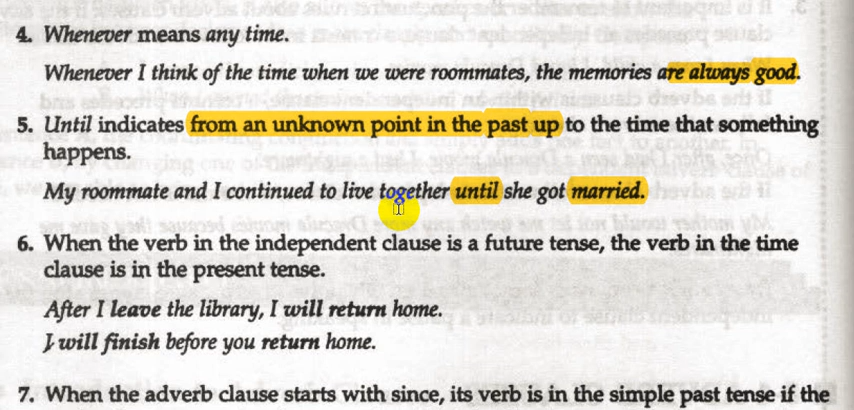 4. Whenever means any time.
Whenever I think of the time when we were roommates, the memories are always good.
5. Until indicates from an unknown point in the past up to the time that something
happens.
My roommate and I continued to live together until she got married.
6. When the verb in the independent clause is a future tense, the verb in the time
clause is in the present tense.
After I leave the library, I will return home.
I will finish before you return home.
7. When the adverb clause starts with since, its verb is in the simple past tense if the